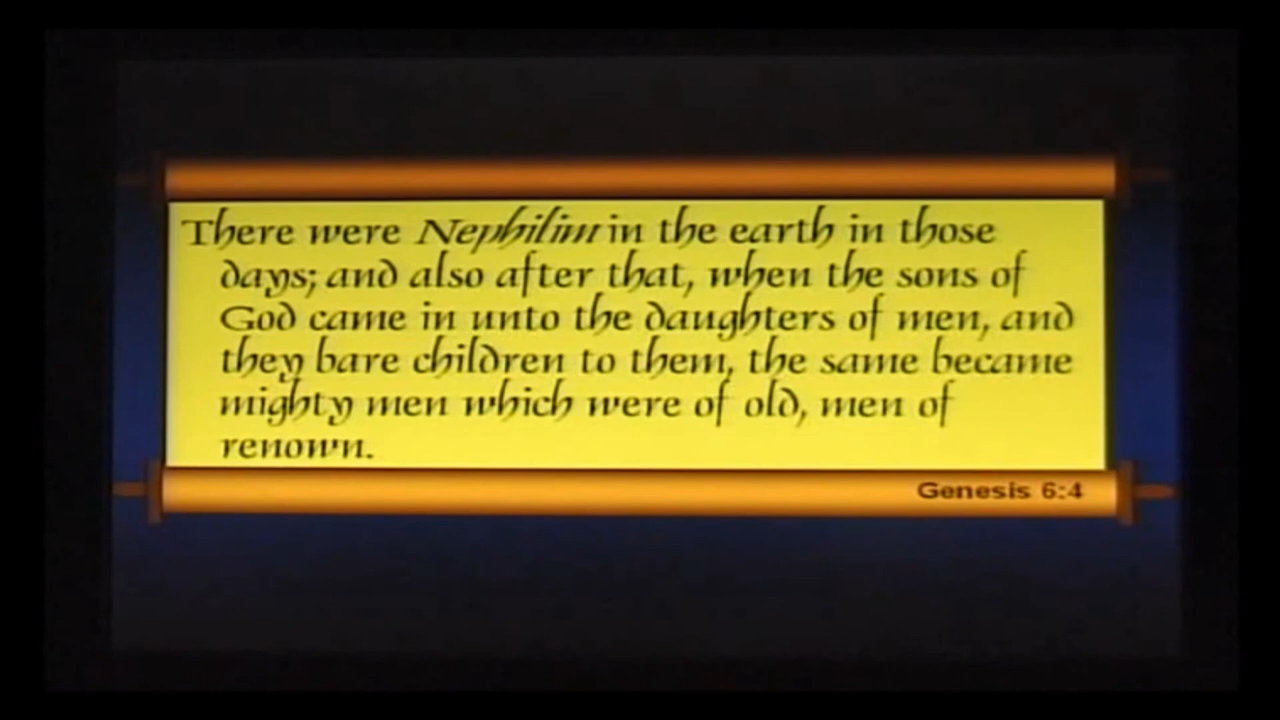 There were Nephilim in the earth in those
days; and also after that, when the sons of
God came in unto the daughters of men, and
they bare children to them, the same became
mighty men which were of old, men of
renown.
Genesis 6:4